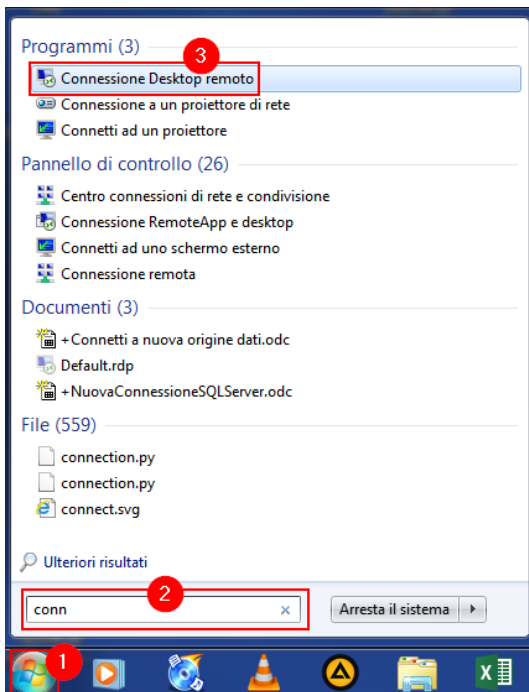 Programmi (3)
3
Connessione Desktop remoto
Connessione a un proiettore di rete
Connetti ad un proiettore
Pannello di controllo (26)
Centro connessioni di rete e condivisione
Connessione RemoteApp e desktop
Connetti ad uno schermo esterno
Connessione remota
Documenti (3)
+Connetti a nuova origine dati.odc
Default.rdp
+NuovaConnessioneSQLServer.odc
File (559)
connection.py
connection.py
connect.svg
Ulteriori risultati
2
conn
Arresta il sistema
1